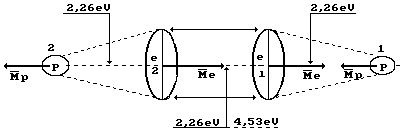 2,26eV 2,26eV
2 1
P e e P
M̅p 2 M̅e 1 M̅e M̅p
2,26eV 4,53eV